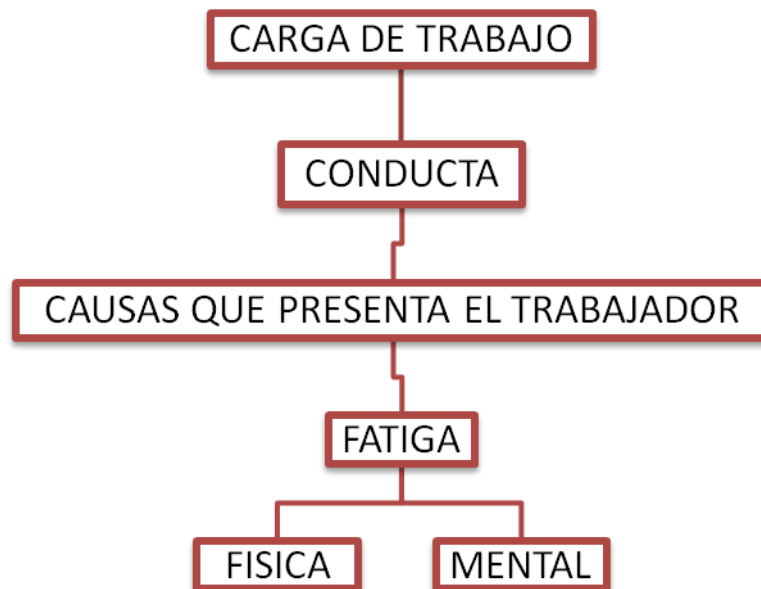 CARGA DE TRABAJO
CONDUCTA
CAUSAS QUE PRESENTA EL TRABAJADOR
FATIGA
FISICA
MENTAL